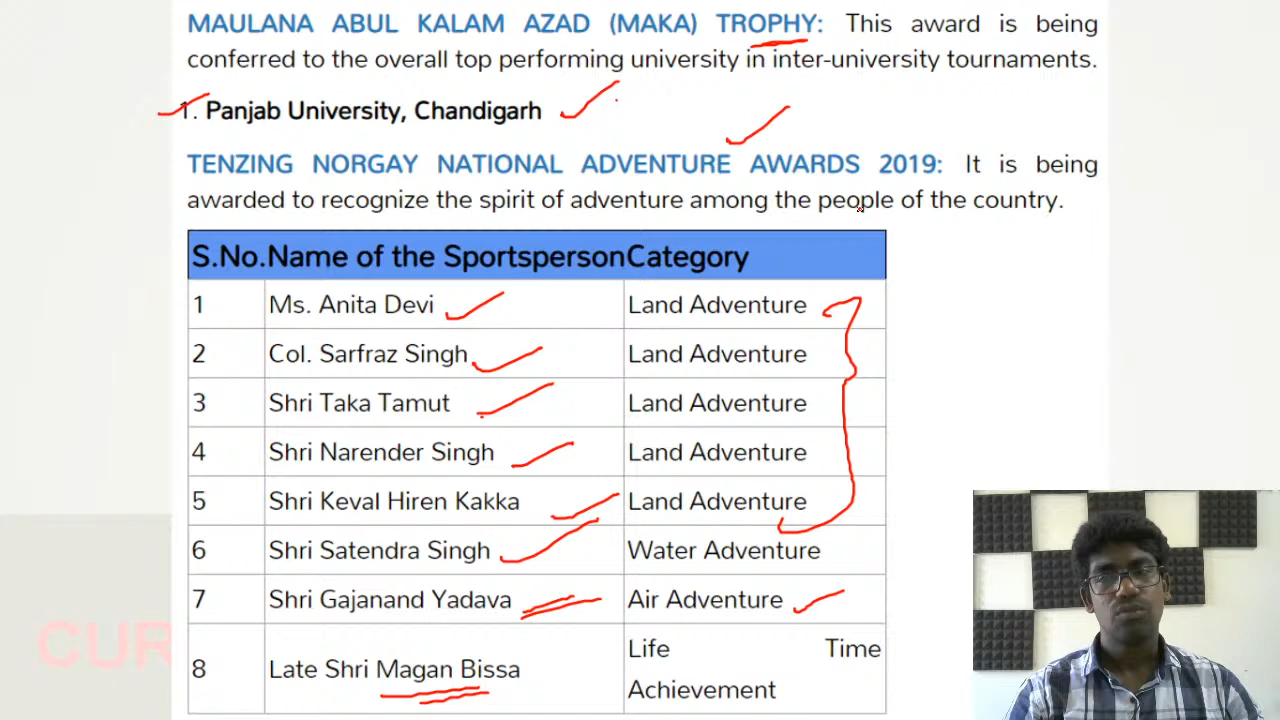 MAULANA ABUL KALAM AZAD (MAKA) TROPHY: This award is being
conferred to the overall top performing university in inter-university tournaments.
1. Panjab University, Chandigarh
TENZING NORGAY NATIONAL ADVENTURE AWARDS 2019: It is being
awarded to recognize the spirit of adventure among the people of the country.
S.No. Name of the Sportsperson Category
1 Ms. Anita Devi Land Adventure
2 Col. Sarfraz Singh Land Adventure
3 Shri Taka Tamut Land Adventure
4 Shri Narender Singh Land Adventure
5 Shri Keval Hiren Kakka Land Adventure
6 Shri Satendra Singh Water Adventure
7 Shri Gajanand Yadava Air Adventure
8 Late Shri Magan Bissa Life Time
Achievement
CUR